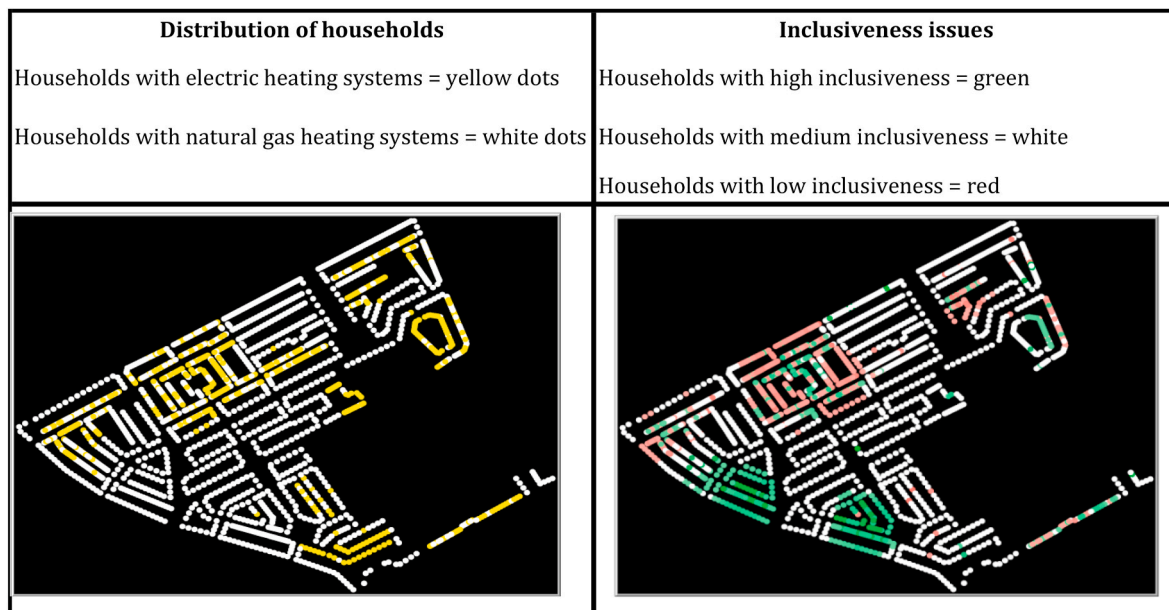 Distribution of households
Households with electric heating systems = yellow dots
Households with natural gas heating systems = white dots
Inclusiveness issues
Households with high inclusiveness = green
Households with medium inclusiveness = white
Households with low inclusiveness = red